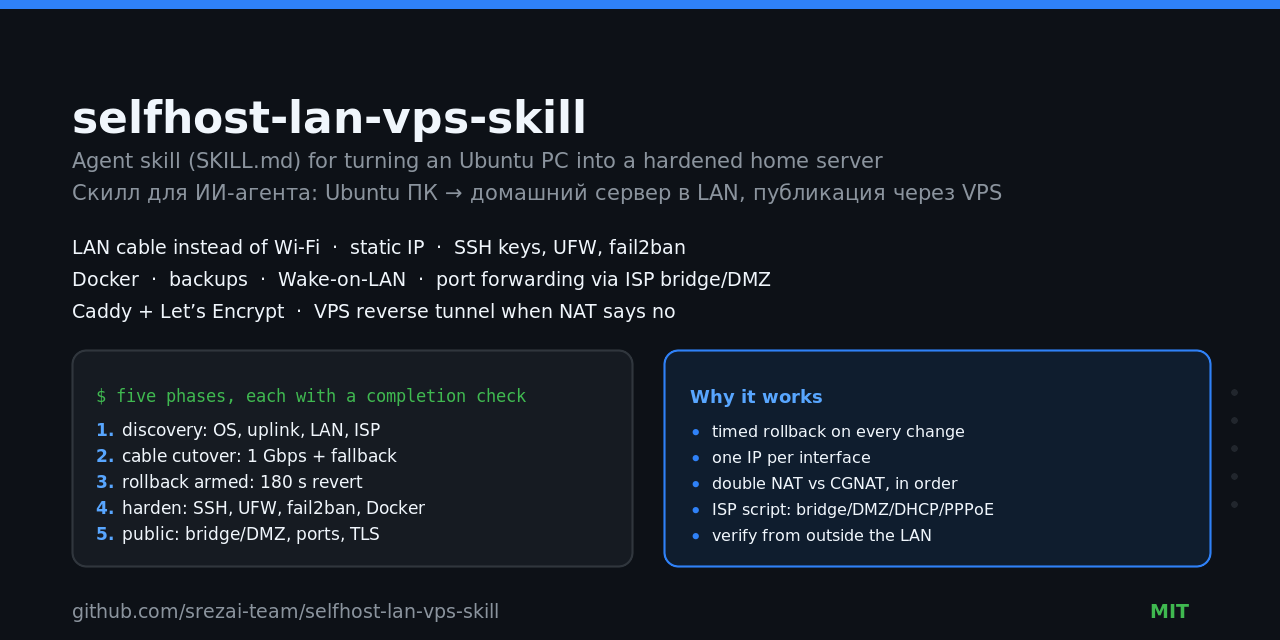 selfhost-lan-vps-skill
Agent skill (SKILL.md) for turning an Ubuntu PC into a hardened home server
Скилл для ИИ-агента: Ubuntu ПК → домашний сервер в LAN, публикация через VPS
LAN cable instead of Wi-Fi · static IP · SSH keys, UFW, fail2ban
Docker · backups · Wake-on-LAN · port forwarding via ISP bridge/DMZ
Caddy + Let’s Encrypt · VPS reverse tunnel when NAT says no
$ five phases, each with a completion check
1. discovery: OS, uplink, LAN, ISP
2. cable cutover: 1 Gbps + fallback
3. rollback armed: 180 s revert
4. harden: SSH, UFW, fail2ban, Docker
5. public: bridge/DMZ, ports, TLS
Why it works
• timed rollback on every change
• one IP per interface
• double NAT vs CGNAT, in order
• ISP script: bridge/DMZ/DHCP/PPPoE
• verify from outside the LAN
github.com/srezai-team/selfhost-lan-vps-skill
MIT